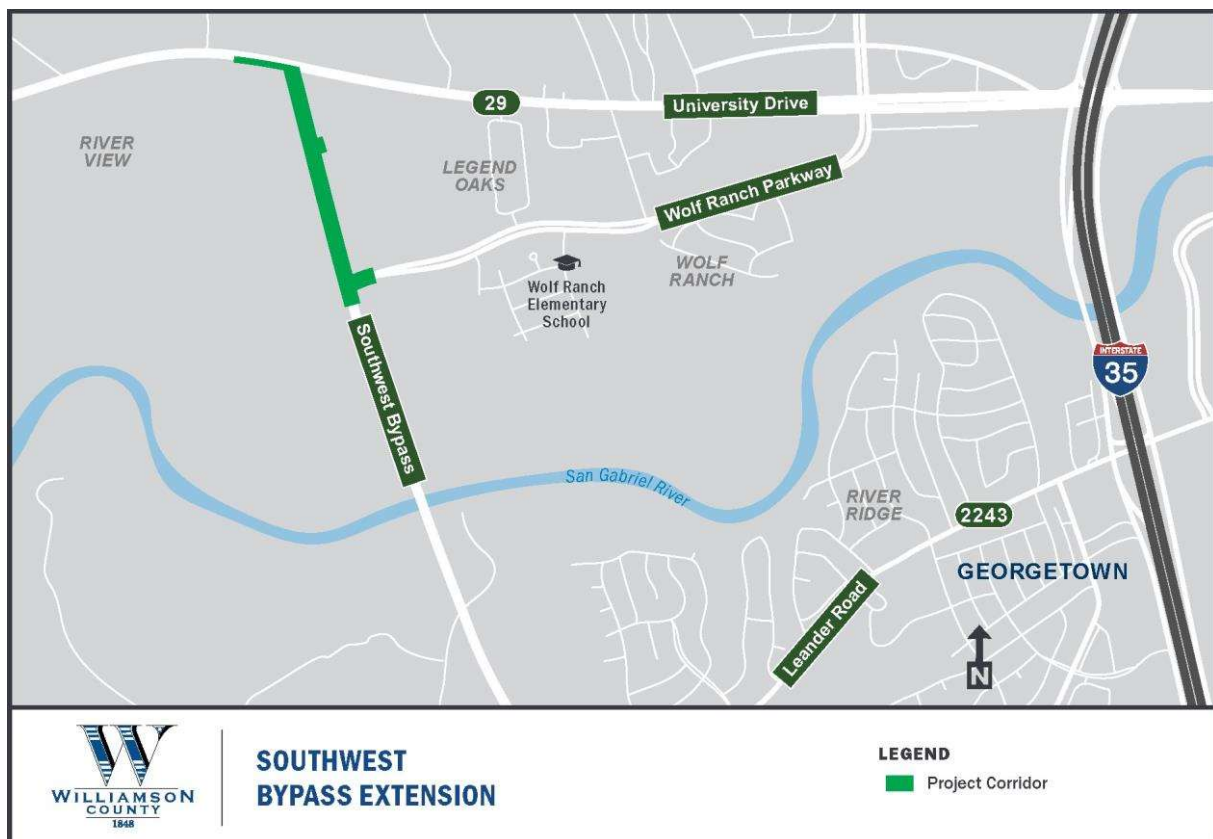 29
University Drive
RIVER
VIEW
LEGEND
OAKS
Wolf Ranch Parkway
WOLF
RANCH
Wolf Ranch
Elementary
School
Southwest Bypass
INTERSTATE
35
San Gabriel River
RIVER
RIDGE
2243
GEORGETOWN
Leander Road
N
W
WILLIAMSON
COUNTY
1848
SOUTHWEST
BYPASS EXTENSION
LEGEND
Project Corridor